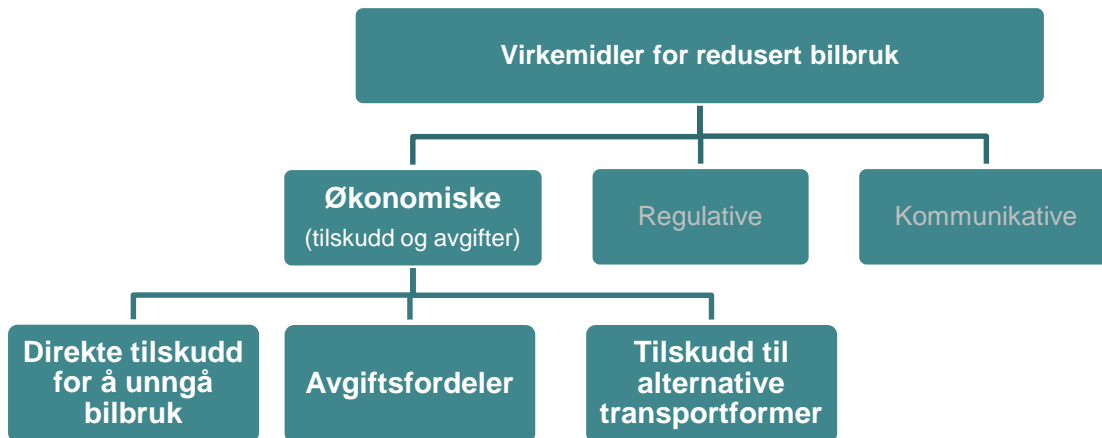 Virkemidler for redusert bilbruk
Økonomiske
(tilskudd og avgifter)
Regulative
Kommunikative
Direkte tilskudd
for å unngå
bilbruk
Avgiftsfordeler
Tilskudd til
alternative
transportformer